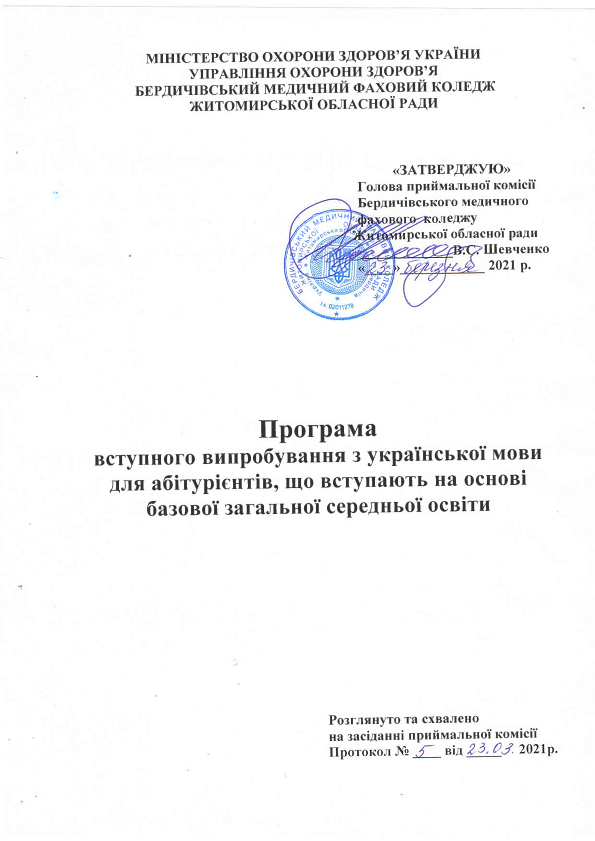 МІНІСТЕРСТВО ОХОРОНИ ЗДОРОВ’Я УКРАЇНИ
УПРАВЛІННЯ ОХОРОНИ ЗДОРОВ’Я
БЕРДИЧІВСЬКИЙ МЕДИЧНИЙ ФАХОВИЙ КОЛЕДЖ
ЖИТОМИРСЬКОЇ ОБЛАСНОЇ РАДИ
«ЗАТВЕРДЖУЮ»
Голова приймальної комісії
Бердичівського медичного
фахового коледжу
Житомирської обласної ради
В.С. Шевченко
«23» березня 2021 р.
І.к. 02011278
Програма
вступного випробування з української мови
для абітурієнтів, що вступають на основі
базової загальної середньої освіти
Розглянуто та схвалено
на засіданні приймальної комісії
Протокол № 5 від 23.03. 2021р.